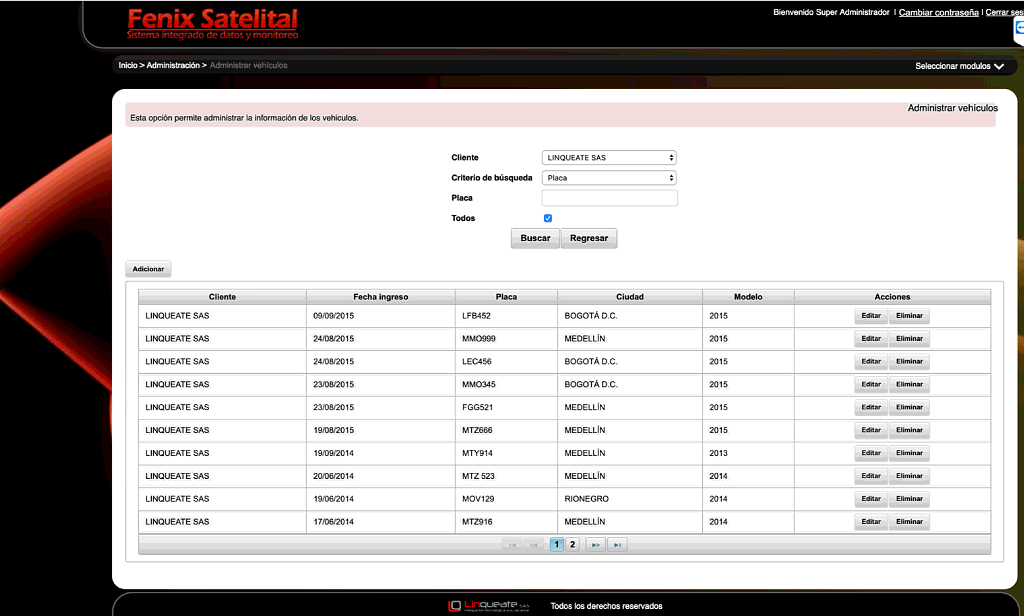 Fenix Satelital
Sistema integrado de datos y monitoreo
Bienvenido Super Administrador | Cambiar contraseña | Cerrar ses
Inicio > Administración > Administrar vehículos
Seleccionar modulos
Administrar vehículos
Esta opción permite administrar la información de los vehiculos.
Cliente LINQUEATE SAS
Criterio de búsqueda Placa
Placa
Todos
Buscar Regresar
Adicionar
Cliente Fecha ingreso Placa Ciudad Modelo Acciones
LINQUEATE SAS 09/09/2015 LFB452 BOGOTÁ D.C. 2015 Editar Eliminar
LINQUEATE SAS 24/08/2015 MMO999 MEDELLÍN 2015 Editar Eliminar
LINQUEATE SAS 24/08/2015 LEC456 BOGOTÁ D.C. 2015 Editar Eliminar
LINQUEATE SAS 23/08/2015 MMO345 BOGOTÁ D.C. 2015 Editar Eliminar
LINQUEATE SAS 23/08/2015 FGG521 MEDELLÍN 2015 Editar Eliminar
LINQUEATE SAS 19/08/2015 MTZ666 MEDELLÍN 2015 Editar Eliminar
LINQUEATE SAS 19/09/2014 MTY914 MEDELLÍN 2013 Editar Eliminar
LINQUEATE SAS 20/06/2014 MTZ 523 MEDELLÍN 2014 Editar Eliminar
LINQUEATE SAS 19/06/2014 MOV129 RIONEGRO 2014 Editar Eliminar
LINQUEATE SAS 17/06/2014 MTZ916 MEDELLÍN 2014 Editar Eliminar
1 2
Linqueate SAS
Todos los derechos reservados